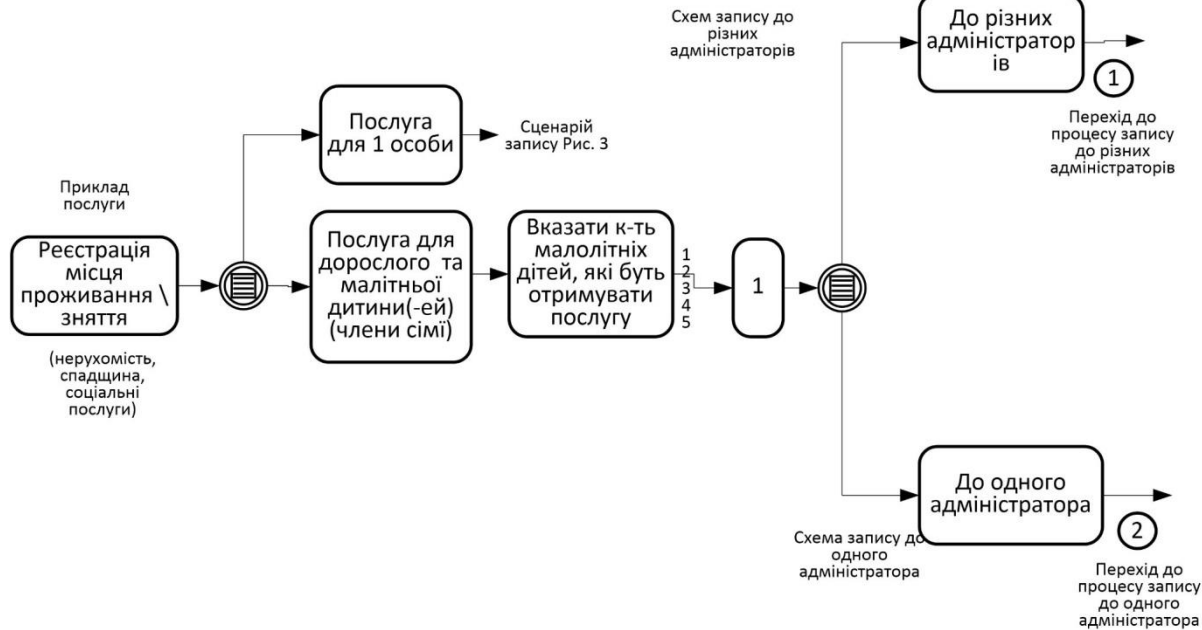 Схем запису до
різних
адміністраторів
До різних
адміністратор
ів
1
Перехід до
процесу запису
до різних
адміністраторів
Послуга
для 1 особи
Сценарій
запису Рис. 3
Приклад
послуги
Реєстрація
місця
проживання \
зняття
(нерухомість,
спадщина,
соціальні
послуги)
Послуга для
дорослого та
малітньої
дитини(-ей)
(члени сімї)
Вказати к-ть
малолітніх
дітей, які буть
отримувати
послугу
1
2
3
4
5
1
До одного
адміністратора
Схема запису до
одного
адміністратора
2
Перехід до
процесу запису
до одного
адміністратора